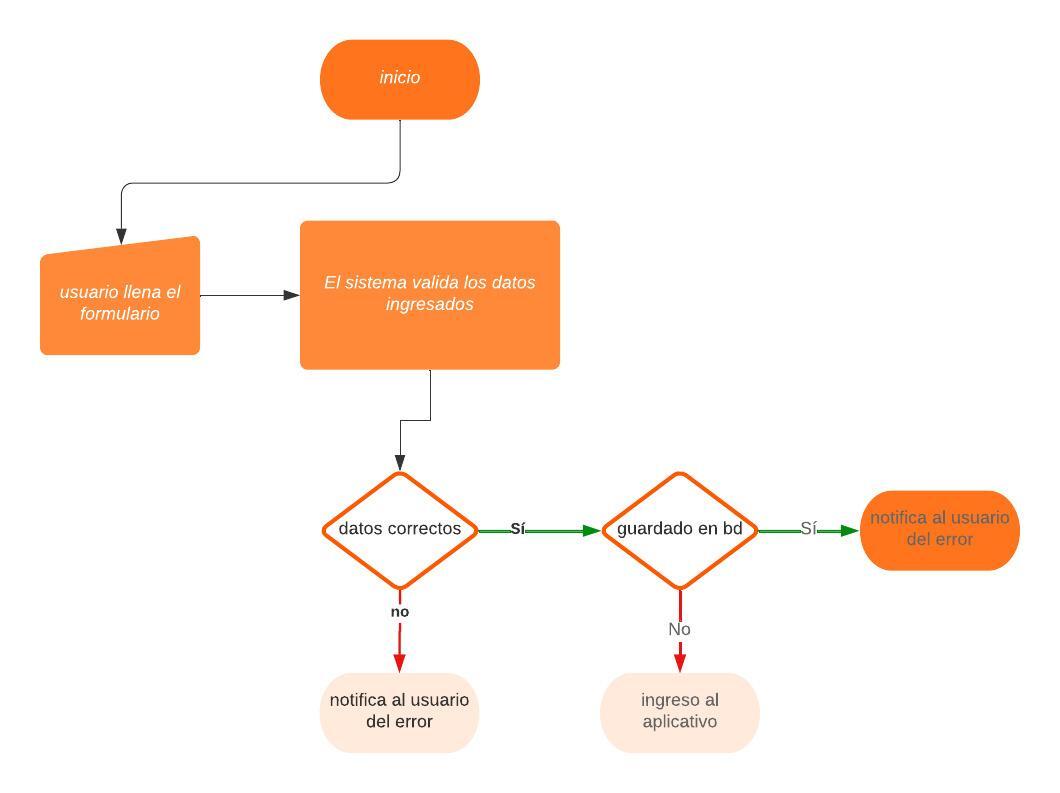 inicio
usuario llena el
formulario
El sistema valida los datos
ingresados
datos correctos
Sí
guardado en bd
Sí
notifica al usuario
del error
no
No
notifica al usuario
del error
ingreso al
aplicativo